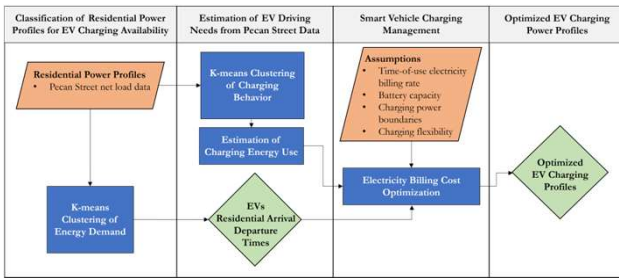 Classification of Residential Power
Profiles for EV Charging Availability
Estimation of EV Driving
Needs from Pecan Street Data
Smart Vehicle Charging
Management
Optimized EV Charging
Power Profiles
Residential Power Profiles
• Pecan Street net load data
K-means Clustering
of Charging
Behavior
Assumptions
• Time-of-use electricity
billing rate
• Battery capacity
• Charging power
boundaries
• Charging flexibility
Estimation of
Charging Energy Use
K-means
Clustering of
Energy Demand
EVs
Residential Arrival
Departure
Times
Electricity Billing Cost
Optimization
Optimized
EV Charging
Profiles